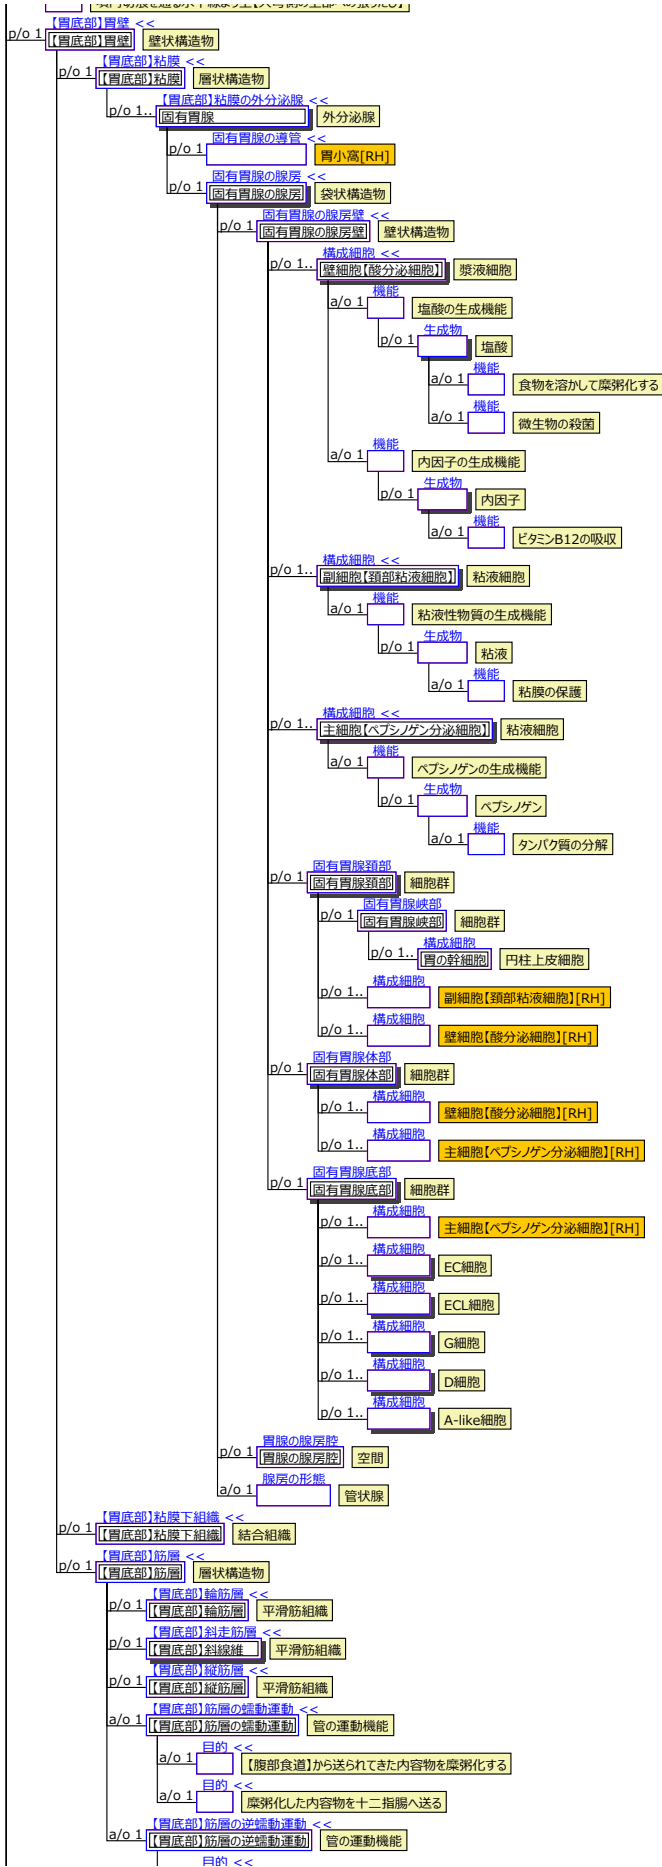 【胃底部】胃壁 <<
p/o 1 【胃底部】胃壁 壁状構造物
【胃底部】粘膜 <<
p/o 1 【胃底部】粘膜 層状構造物
【胃底部】粘膜の外分泌腺 <<
p/o 1.. 固有胃腺 外分泌腺
固有胃腺の導管 <<
p/o 1 胃小窩[RH]
固有胃腺の腺房 <<
p/o 1 固有胃腺の腺房 袋状構造物
固有胃腺の腺房壁 <<
p/o 1 固有胃腺の腺房壁 壁状構造物
構成細胞 <<
p/o 1.. 壁細胞【酸分泌細胞】 漿液細胞
機能
a/o 1 塩酸の生成機能
生成物
p/o 1 塩酸
機能
a/o 1 食物を溶かして糜粥化する
機能
a/o 1 微生物の殺菌
機能
a/o 1 内因子の生成機能
生成物
p/o 1 内因子
機能
a/o 1 ビタミンB12の吸収
構成細胞 <<
p/o 1.. 副細胞【頚部粘液細胞】 粘液細胞
機能
a/o 1 粘液性物質の生成機能
生成物
p/o 1 粘液
機能
a/o 1 粘膜の保護
構成細胞 <<
p/o 1.. 主細胞【ペプシノゲン分泌細胞】 粘液細胞
機能
a/o 1 ペプシノゲンの生成機能
生成物
p/o 1 ペプシノゲン
機能
a/o 1 タンパク質の分解
固有胃腺頚部
p/o 1 固有胃腺頚部 細胞群
固有胃腺峡部
p/o 1 固有胃腺峡部 細胞群
構成細胞
p/o 1.. 胃の幹細胞 円柱上皮細胞
構成細胞
p/o 1.. 副細胞【頚部粘液細胞】[RH]
構成細胞
p/o 1.. 壁細胞【酸分泌細胞】[RH]
固有胃腺体部
p/o 1 固有胃腺体部 細胞群
構成細胞
p/o 1.. 壁細胞【酸分泌細胞】[RH]
構成細胞
p/o 1.. 主細胞【ペプシノゲン分泌細胞】[RH]
固有胃腺底部
p/o 1 固有胃腺底部 細胞群
構成細胞
p/o 1.. 主細胞【ペプシノゲン分泌細胞】[RH]
構成細胞
p/o 1.. EC細胞
構成細胞
p/o 1.. ECL細胞
構成細胞
p/o 1.. G細胞
構成細胞
p/o 1.. D細胞
構成細胞
p/o 1.. A-like細胞
胃腺の腺房腔
p/o 1 胃腺の腺房腔 空間
腺房の形態
a/o 1 管状腺
【胃底部】粘膜下組織 <<
p/o 1 【胃底部】粘膜下組織 結合組織
【胃底部】筋層 <<
p/o 1 【胃底部】筋層 層状構造物
【胃底部】輪筋層 <<
p/o 1 【胃底部】輪筋層 平滑筋組織
【胃底部】斜走筋層 <<
p/o 1 【胃底部】斜線維 平滑筋組織
【胃底部】縦筋層 <<
p/o 1 【胃底部】縦筋層 平滑筋組織
【胃底部】筋層の蠕動運動 <<
a/o 1 【胃底部】筋層の蠕動運動 管の運動機能
目的 <<
a/o 1 【腹部食道】から送られてきた内容物を糜粥化する
目的 <<
a/o 1 糜粥化した内容物を十二指腸へ送る
【胃底部】筋層の逆蠕動運動 <<
a/o 1 【胃底部】筋層の逆蠕動運動 管の運動機能
目的 <<